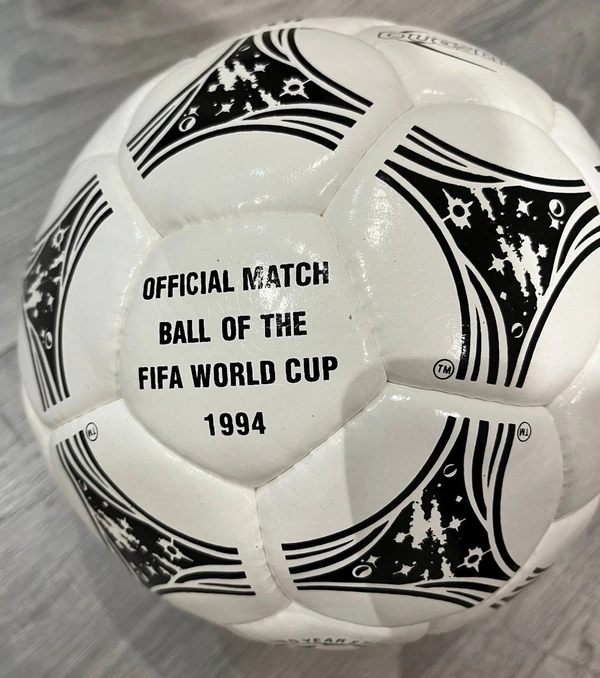 OFFICIAL MATCH
BALL OF THE
FIFA WORLD CUP
1994
TM
TM
TM